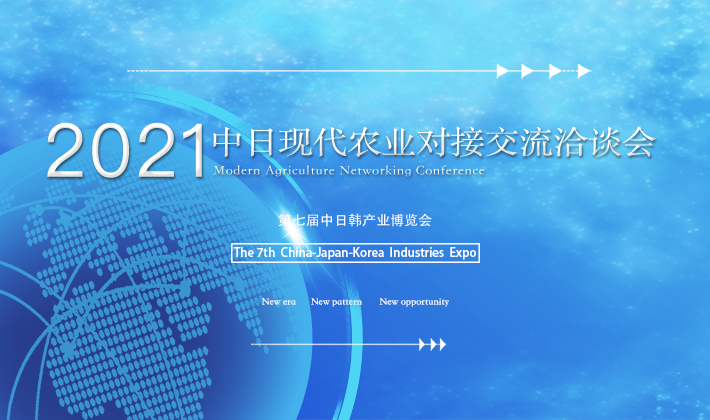 2021中日现代农业对接交流洽谈会
Modern Agriculture Networking Conference
第七届中日韩产业博览会
The 7th China-Japan-Korea Industries Expo
New era New pattern New opportunity